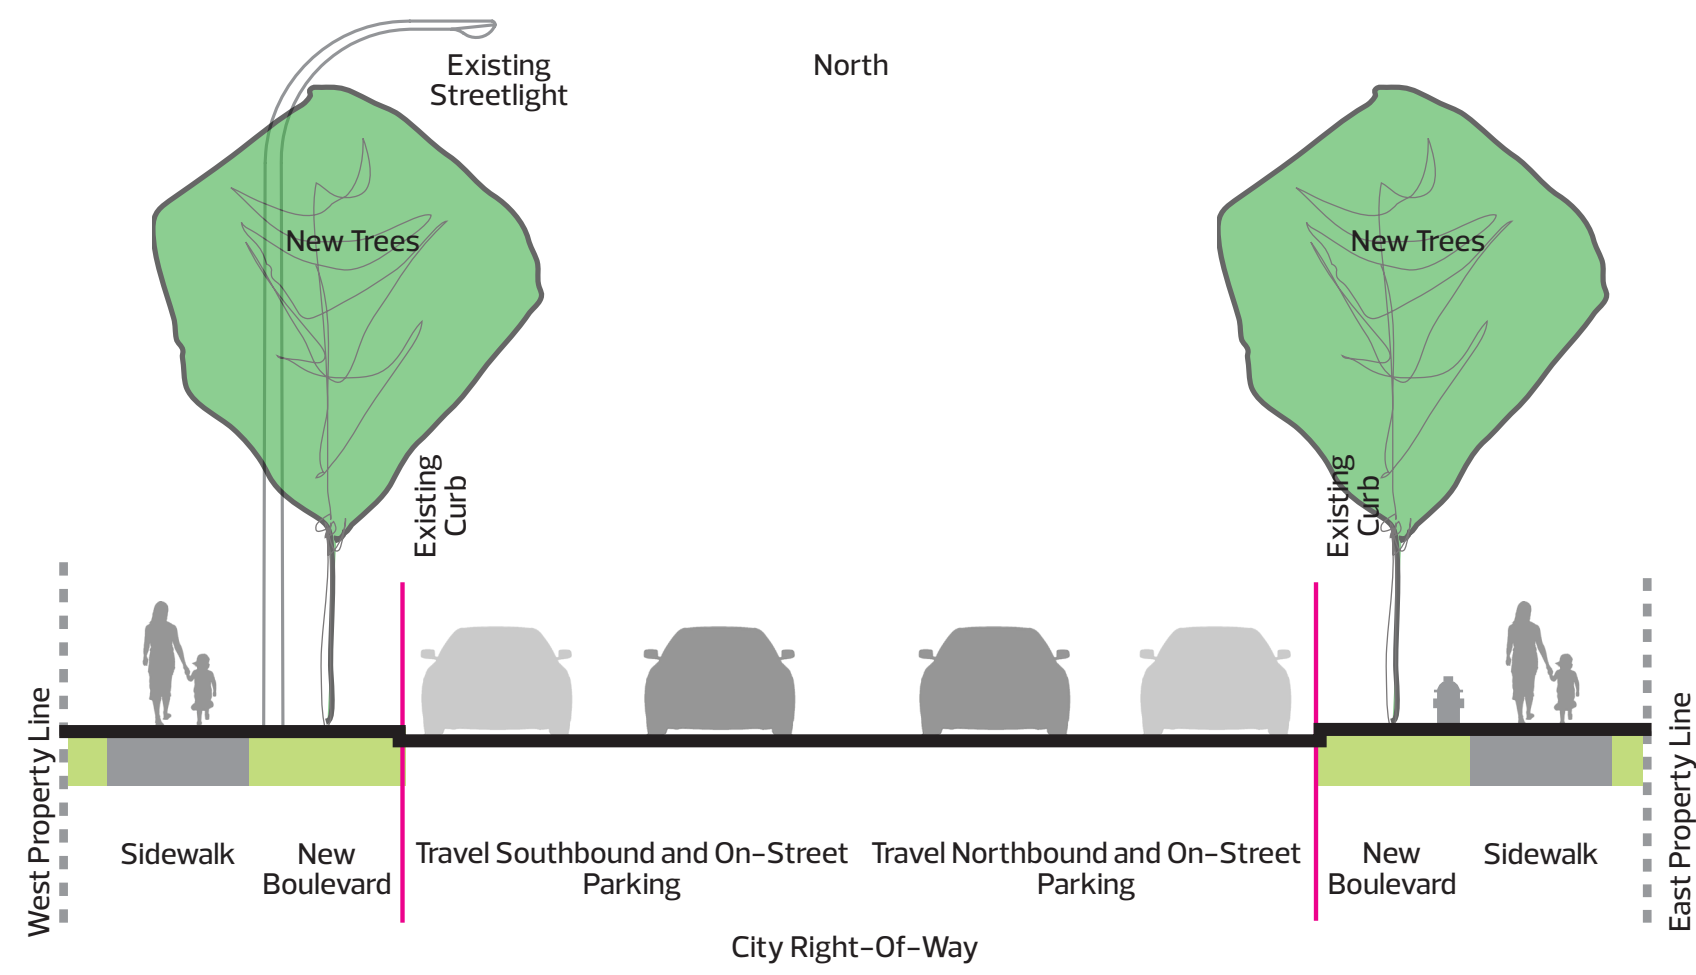 Existing
Streetlight
North
New Trees
New Trees
Existing
Curb
Existing
Curb
West Property Line
East Property Line
Sidewalk
New
Boulevard
Travel Southbound and On-Street
Parking
Travel Northbound and On-Street
Parking
New
Boulevard
Sidewalk
City Right-Of-Way